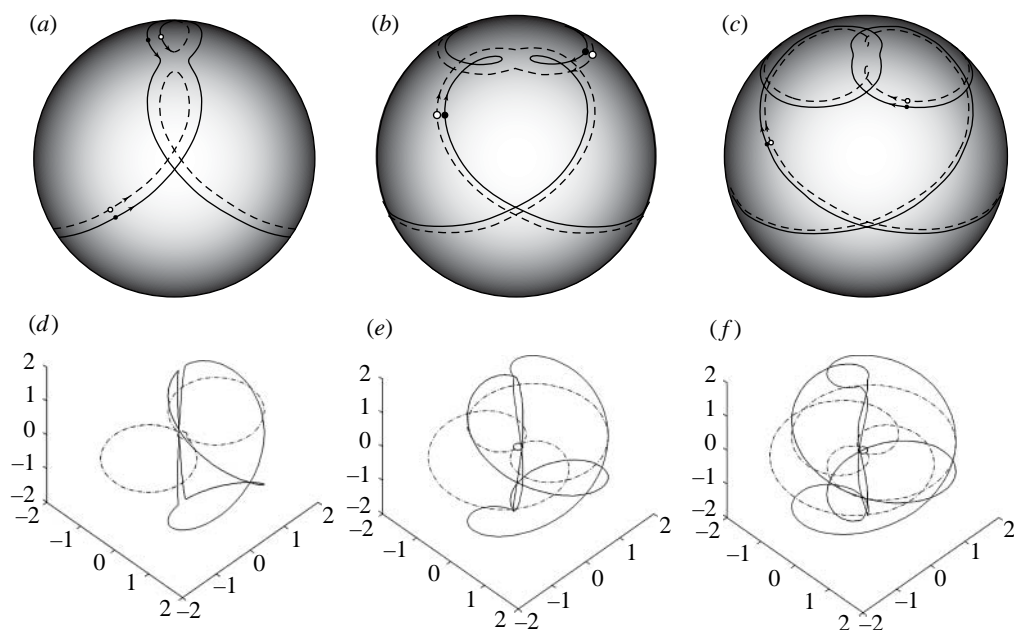 (a) (b) (c)
(d) (e) (f)
2 2 2
1 1 1
0 0 0
–1 –1 –1
–2 –2 –2
–2 2 –2 2 –2 2
–1 1 –1 1 –1 1
0 0 0 0 0 0
1 –1 1 –1 1 –1
2 –2 2 –2 2 –2